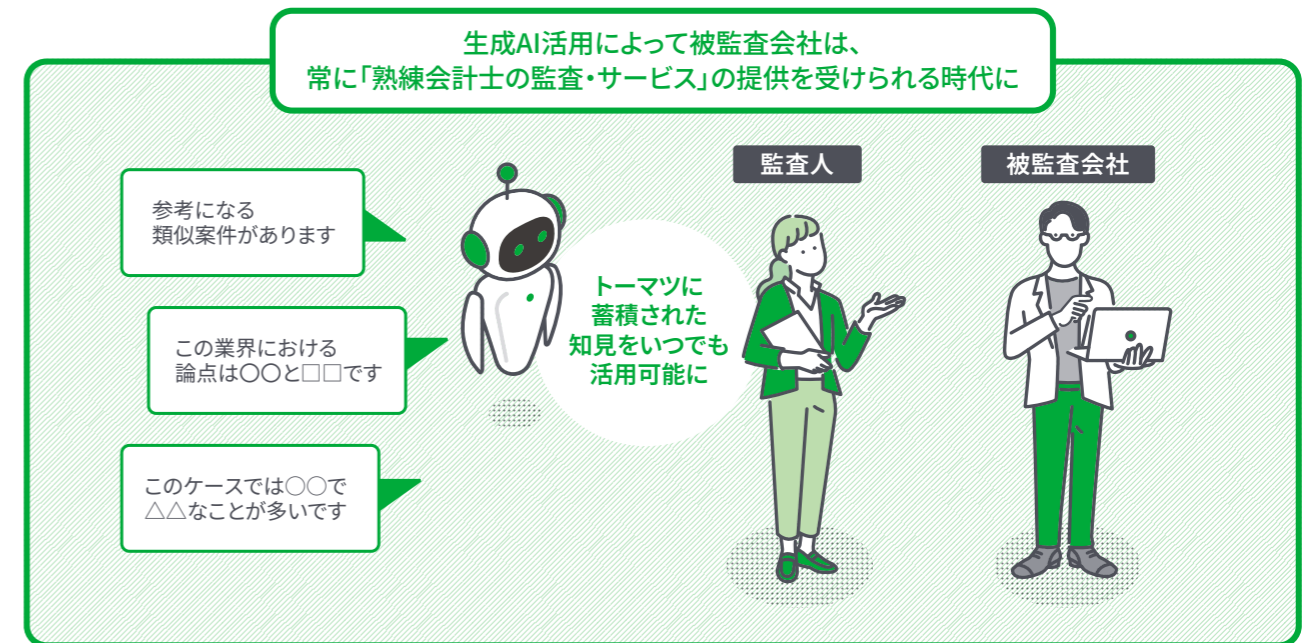 生成AI活用によって被監査会社は、
常に「熟練会計士の監査・サービス」の提供を受けられる時代に
監査人
被監査会社
参考になる
類似案件があります
トーマツに
蓄積された
知見をいつでも
活用可能に
この業界における
論点は〇〇と□□です
このケースでは○○で
△△なことが多いです